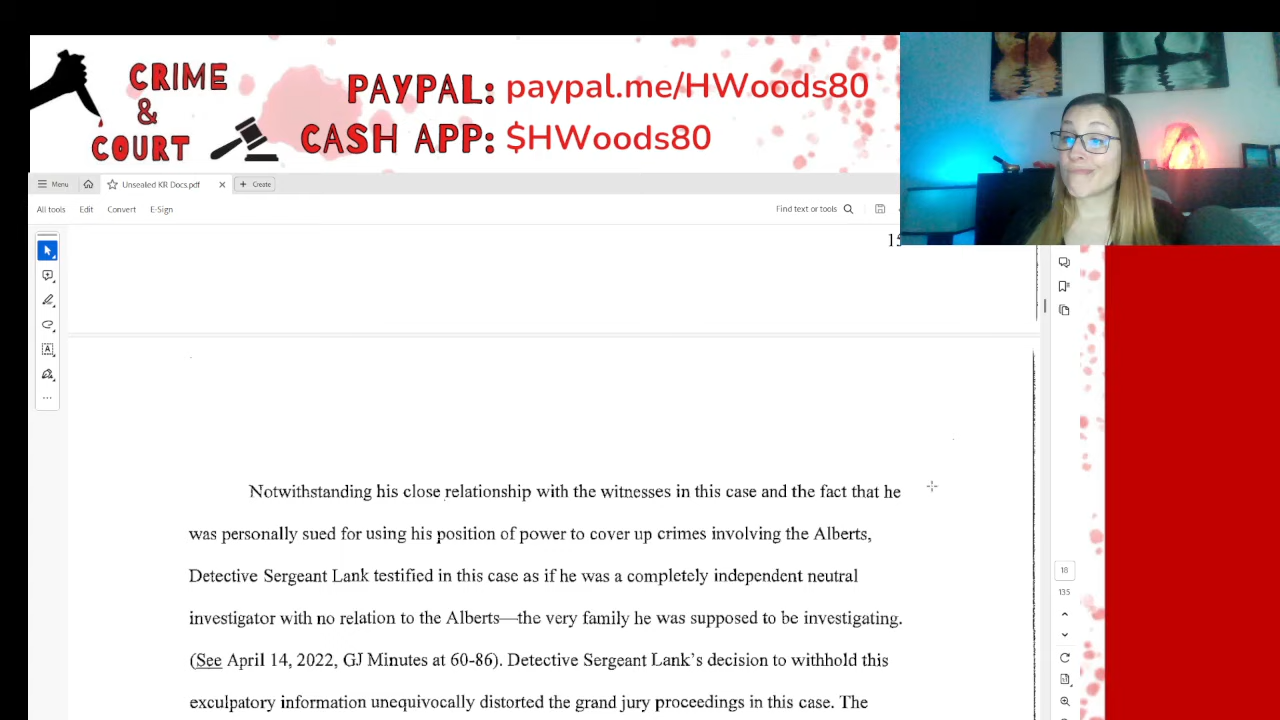 CRIME
&
COURT
PAYPAL: paypal.me/HWoods80
CASH APP: $HWoods80
Menu
Unsealed KR Docs.pdf
Create
All tools
Edit
Convert
E-Sign
Find text or tools
15
Notwithstanding his close relationship with the witnesses in this case and the fact that he
was personally sued for using his position of power to cover up crimes involving the Alberts,
Detective Sergeant Lank testified in this case as if he was a completely independent neutral
investigator with no relation to the Alberts—the very family he was supposed to be investigating.
(See April 14, 2022, GJ Minutes at 60-86). Detective Sergeant Lank's decision to withhold this
exculpatory information unequivocally distorted the grand jury proceedings in this case. The
18
135